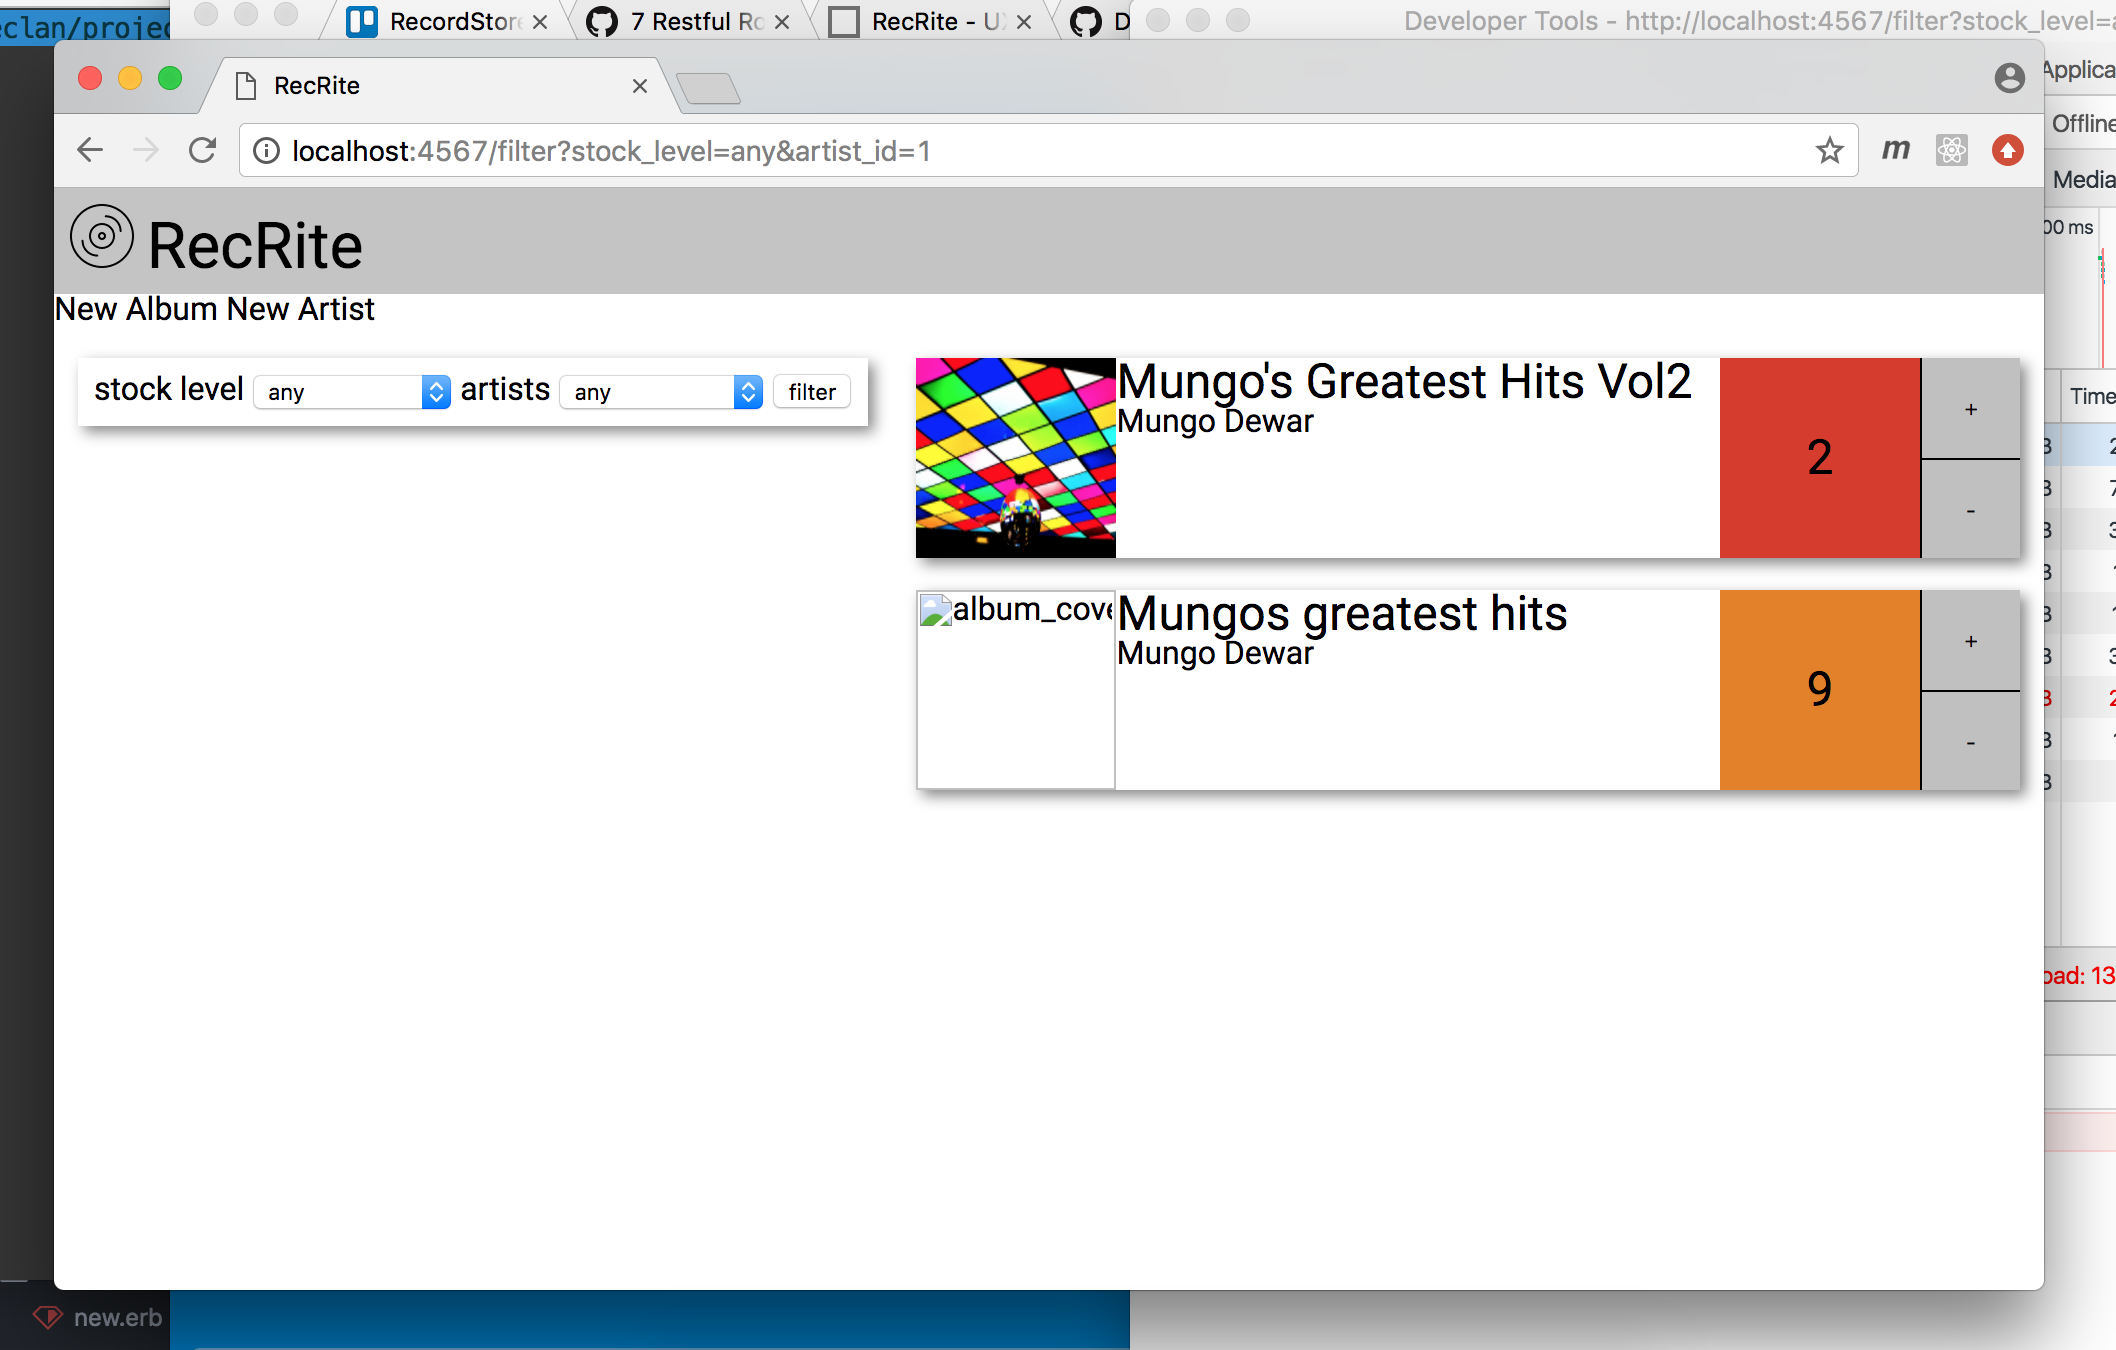 eclan/projec
RecordStor
7 Restful Ro
RecRite - U
D
Developer Tools - http://localhost:4567/filter?stock_level=a
RecRite
Applica
localhost:4567/filter?stock_level=any&artist_id=1
m
Offline
Media
00 ms
RecRite
New Album New Artist
stock level any artists any filter
Mungo's Greatest Hits Vol2
Mungo Dewar
2
+
-
Time
Mungos greatest hits
Mungo Dewar
album_cove
9
+
-
oad: 13
new.erb